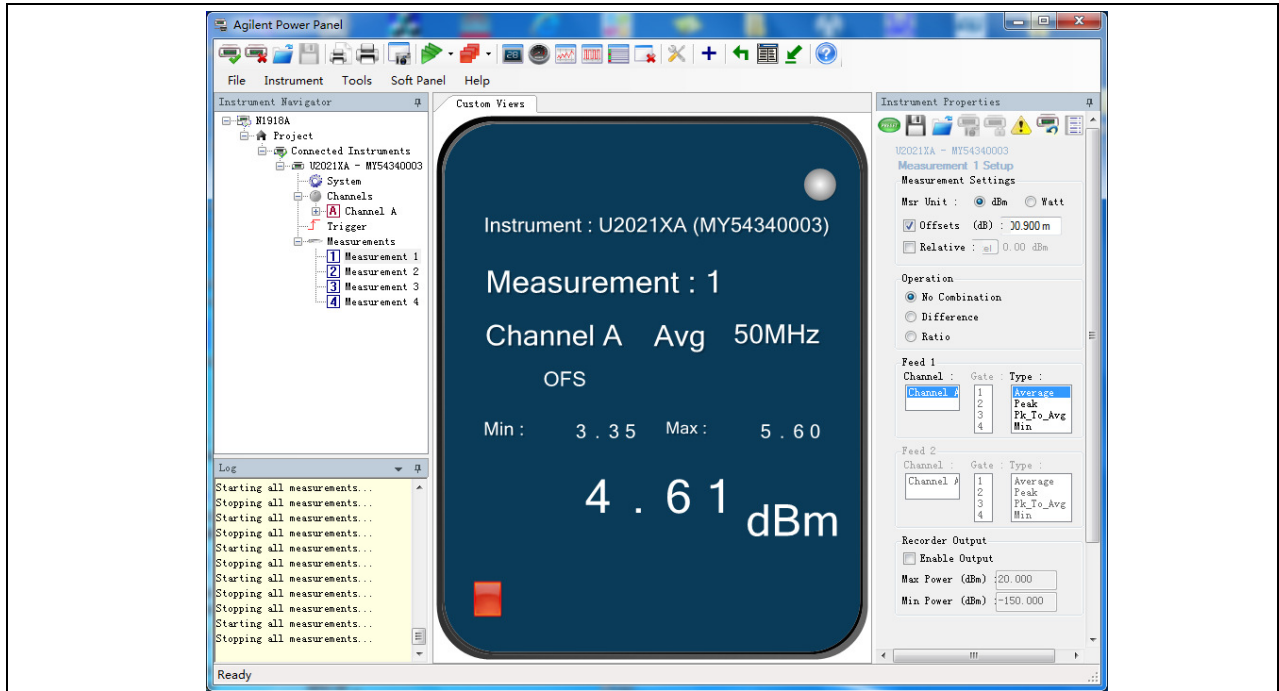 Agilent Power Panel
File Instrument Tools Soft Panel Help
Instrument Navigator
N1918A
Project
Connected Instruments
U2021XA - MY54340003
System
Channels
A Channel A
Trigger
Measurements
1 Measurement 1
2 Measurement 2
3 Measurement 3
4 Measurement 4
Log
Starting all measurements...
Stopping all measurements...
Starting all measurements...
Stopping all measurements...
Starting all measurements...
Stopping all measurements...
Starting all measurements...
Stopping all measurements...
Stopping all measurements...
Starting all measurements...
Stopping all measurements...
Custom Views
Instrument : U2021XA (MY54340003)
Measurement : 1
Channel A Avg 50MHz
OFS
Min : 3.35 Max : 5.60
4.61 dBm
Instrument Properties
U2021XA - MY54340003
Measurement 1 Setup
Measurement Settings
Msr Unit : dBm Watt
Offsets (dB) : 00.900 m
Relative : 0.00 dBm
Operation
No Combination
Difference
Ratio
Feed 1
Channel : Gate : Type :
Channel A 1 Average
2 Peak
3 Pk_To_Avg
4 Min
Feed 2
Channel : Gate : Type :
Channel A 1 Average
2 Peak
3 Pk_To_Avg
4 Min
Recorder Output
Enable Output
Max Power (dBm) : 20.000
Min Power (dBm) : -150.000
Ready